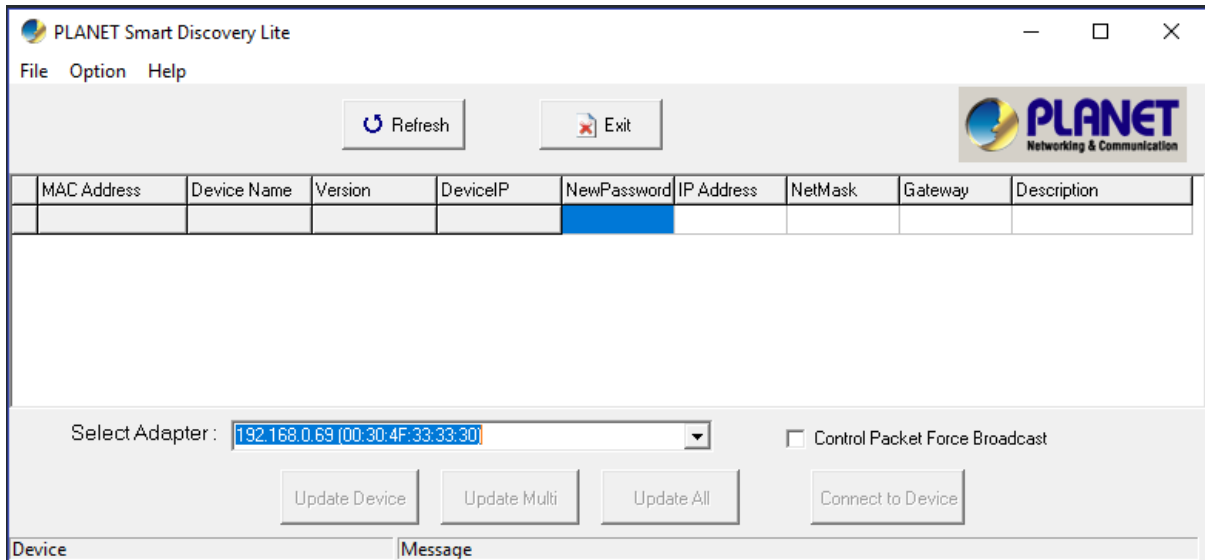 PLANET Smart Discovery Lite
File Option Help
Refresh Exit
PLANET
Networking & Communication
MAC Address Device Name Version DeviceIP NewPassword IP Address NetMask Gateway Description
Select Adapter : 192.168.0.69 (00:30:4F:33:33:30) Control Packet Force Broadcast
Update Device Update Multi Update All Connect to Device
Device Message